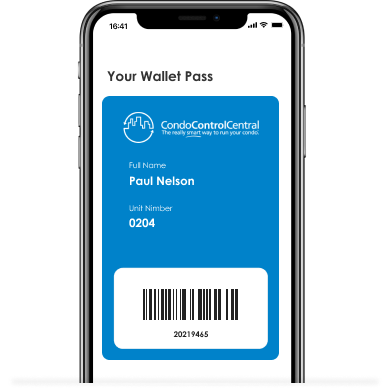 16:41
Your Wallet Pass
CondoControlCentral
The really smart way to run your condo.
Full Name
Paul Nelson
Unit Nimber
0204
20219465